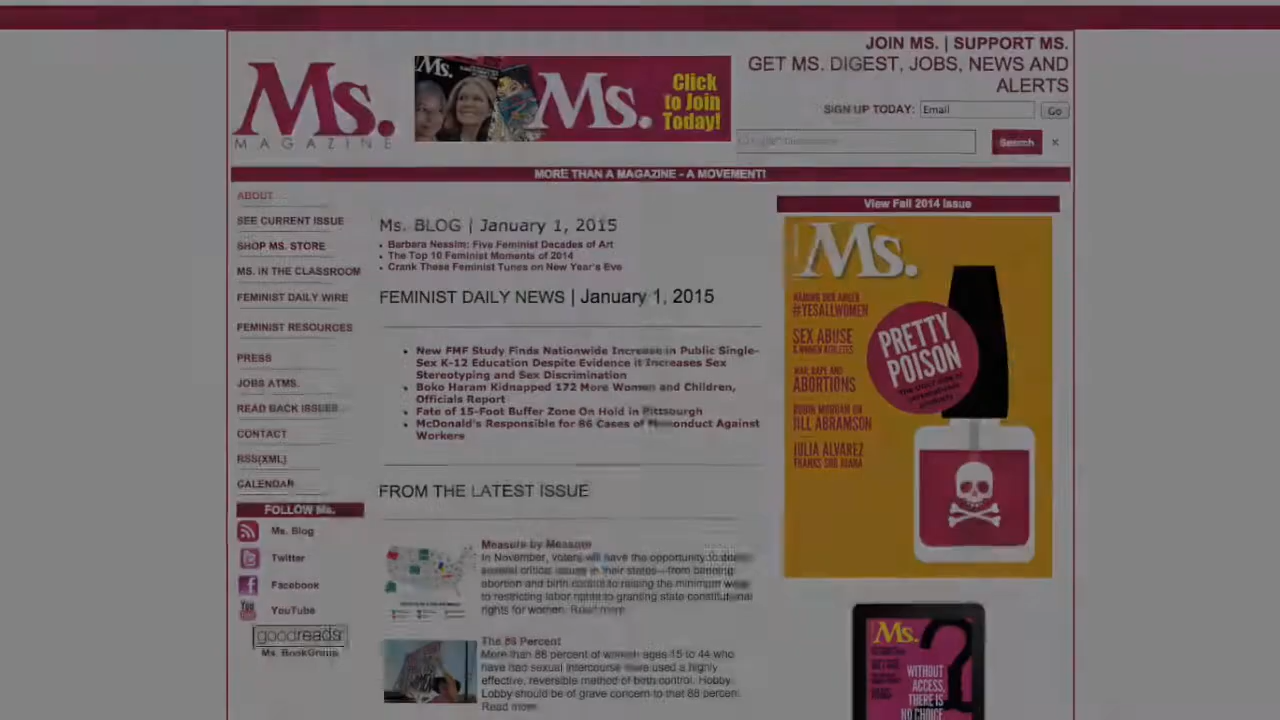 JOIN MS. | SUPPORT MS.
GET MS. DIGEST, JOBS, NEWS AND
ALERTS
SIGN UP TODAY: Email Go
Ms.
MAGAZINE
Ms.
Ms.
Click
to Join
Today!
Search x
MORE THAN A MAGAZINE - A MOVEMENT!
ABOUT
SEE CURRENT ISSUE
SHOP MS. STORE
MS. IN THE CLASSROOM
FEMINIST DAILY WIRE
FEMINIST RESOURCES
PRESS
JOBS ATMS.
READ BACK ISSUES
CONTACT
RSS(XML)
CALENDAR
FOLLOW Ms.
Ms. Blog
Twitter
Facebook
YouTube
goodreads
Ms. BookGroup
Ms. BLOG | January 1, 2015
Barbara Nessim: Five Feminist Decades of Art
The Top 10 Feminist Moments of 2014
Crank These Feminist Tunes on New Year's Eve
FEMINIST DAILY NEWS | January 1, 2015
New FMF Study Finds Nationwide Increase in Public Single-
Sex K-12 Education Despite Evidence it Increases Sex
Stereotyping and Sex Discrimination
Boko Haram Kidnapped 172 More Women and Children,
Officials Report
Fate of 15-Foot Buffer Zone On Hold in Pittsburgh
McDonald's Responsible for 86 Cases of Misconduct Against
Workers
FROM THE LATEST ISSUE
Measure by Measure
In November, voters will have the opportunity to
several critical issues in their states—from banning
abortion and birth control to raising the minimum wage
to restricting labor rights to granting state constitutional
rights for women. Read more
The 88 Percent
More than 86 percent of women ages 15 to 44 who
have had sexual intercourse have used a highly
effective, reversible method of birth control. Hobby
Lobby should be of grave concern to that 88 percent.
Read more
View Fall 2014 Issue
Ms.
#YESALLWOMEN
SEX ABUSE
& WOMEN ATHLETES
WAR, RAPE AND
ABORTIONS
ROBIN MORGAN ON
JILL ABRAMSON
JULIA ALVAREZ
PRETTY
POISON
Ms.
WITHOUT
ACCESS,
THERE IS
NO CHOICE